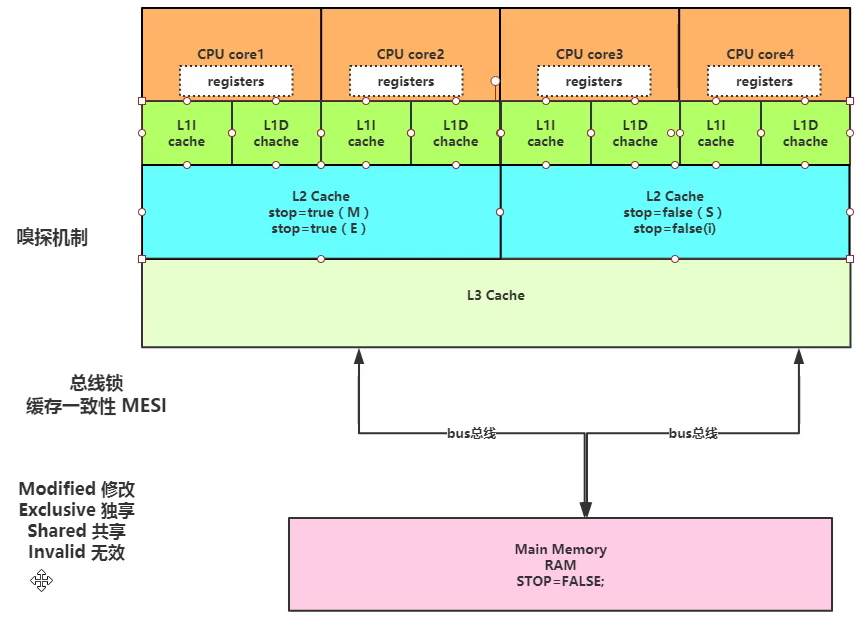 CPU core1
registers
CPU core2
registers
CPU core3
registers
CPU core4
registers
L1I
cache
L1D
chache
L1I
cache
L1D
chache
L1I
cache
L1D
chache
L1I
cache
L1D
chache
L2 Cache
stop=true（M）
stop=true（E）
L2 Cache
stop=false（S）
stop=false(i)
嗅探机制
L3 Cache
总线锁
缓存一致性 MESI
bus总线
bus总线
Modified 修改
Exclusive 独享
Shared 共享
Invalid 无效
Main Memory
RAM
STOP=FALSE;